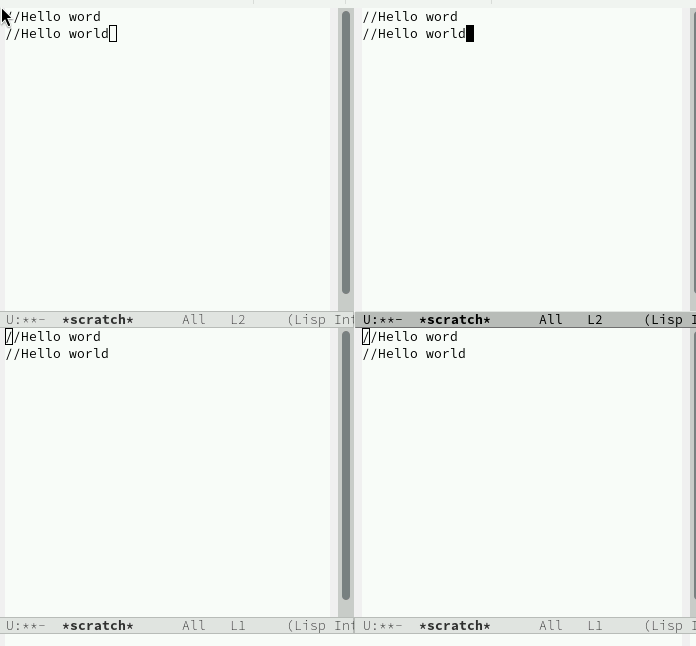 //Hello word
//Hello world
U:**-  *scratch*      All   L2     (Lisp Int
//Hello word
//Hello world
U:**-  *scratch*      All   L2     (Lisp I
//Hello word
//Hello world
U:**-  *scratch*      All   L1     (Lisp Int
//Hello word
//Hello world
U:**-  *scratch*      All   L1     (Lisp I